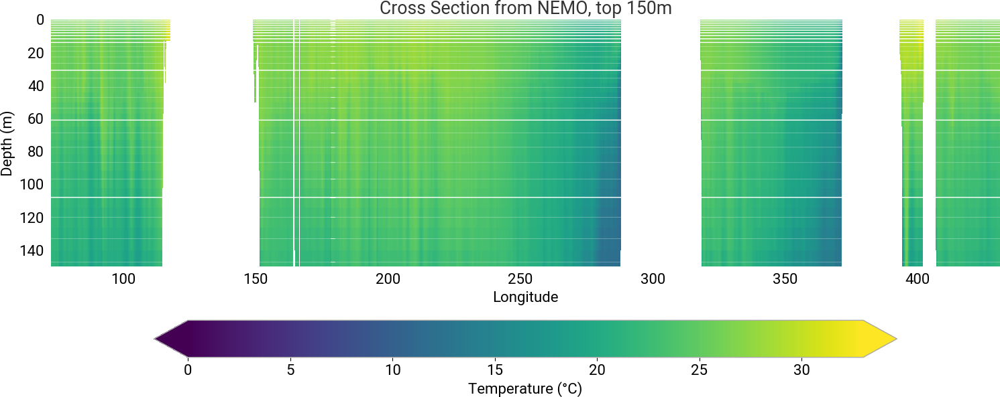 Cross Section from NEMO, top 150m
0
20
40
60
80
100
120
140
Depth (m)
100 150 200 250 300 350 400
Longitude
0 5 10 15 20 25 30
Temperature (°C)